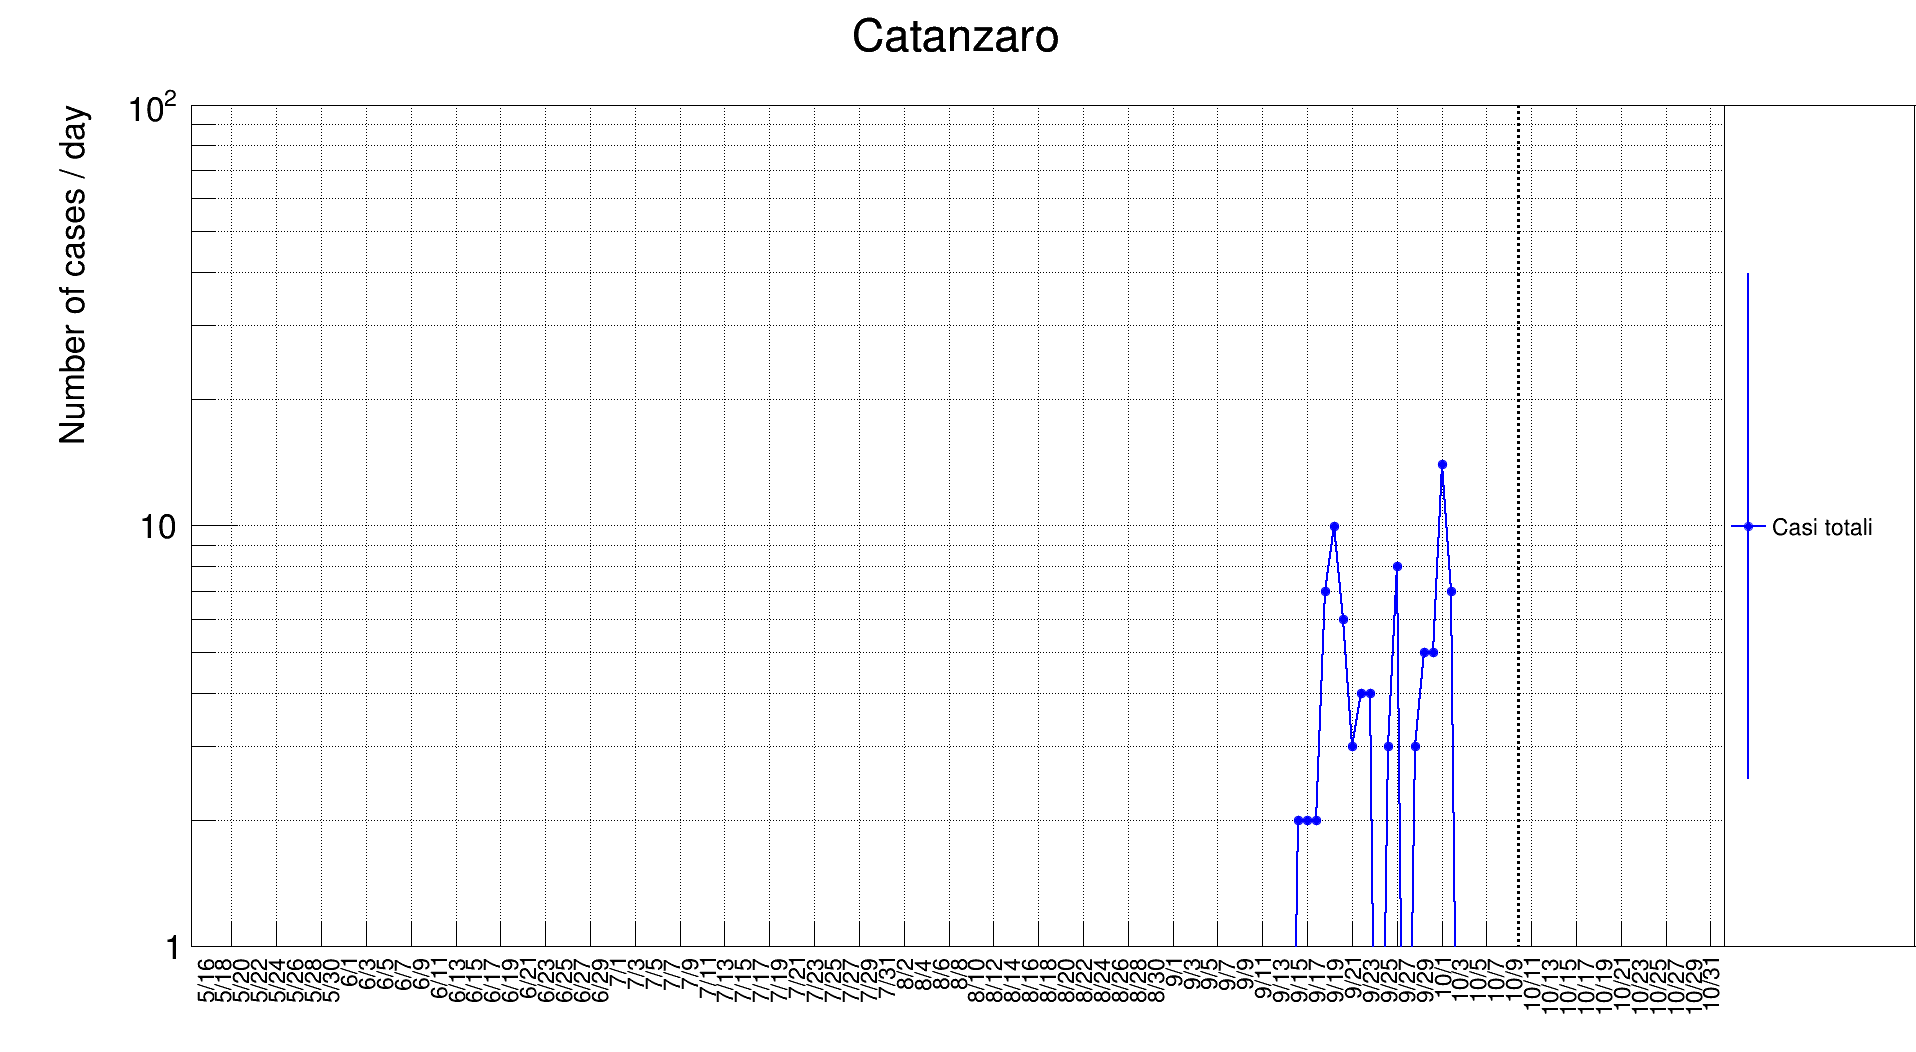 Catanzaro
Number of cases / day
10²
10
1
5/16 5/18 5/20 5/22 5/24 5/26 5/28 5/30 6/1 6/3 6/5 6/7 6/9 6/11 6/13 6/15 6/17 6/19 6/21 6/23 6/25 6/27 6/29 7/1 7/3 7/5 7/7 7/9 7/11 7/13 7/15 7/17 7/19 7/21 7/23 7/25 7/27 7/29 7/31 8/2 8/4 8/6 8/8 8/10 8/12 8/14 8/16 8/18 8/20 8/22 8/24 8/26 8/28 8/30 9/1 9/3 9/5 9/7 9/9 9/11 9/13 9/15 9/17 9/19 9/21 9/23 9/25 9/27 9/29 10/1 10/3 10/5 10/7 10/9 10/11 10/13 10/15 10/17 10/19 10/21 10/23 10/25 10/27 10/29 10/31
Casi totali